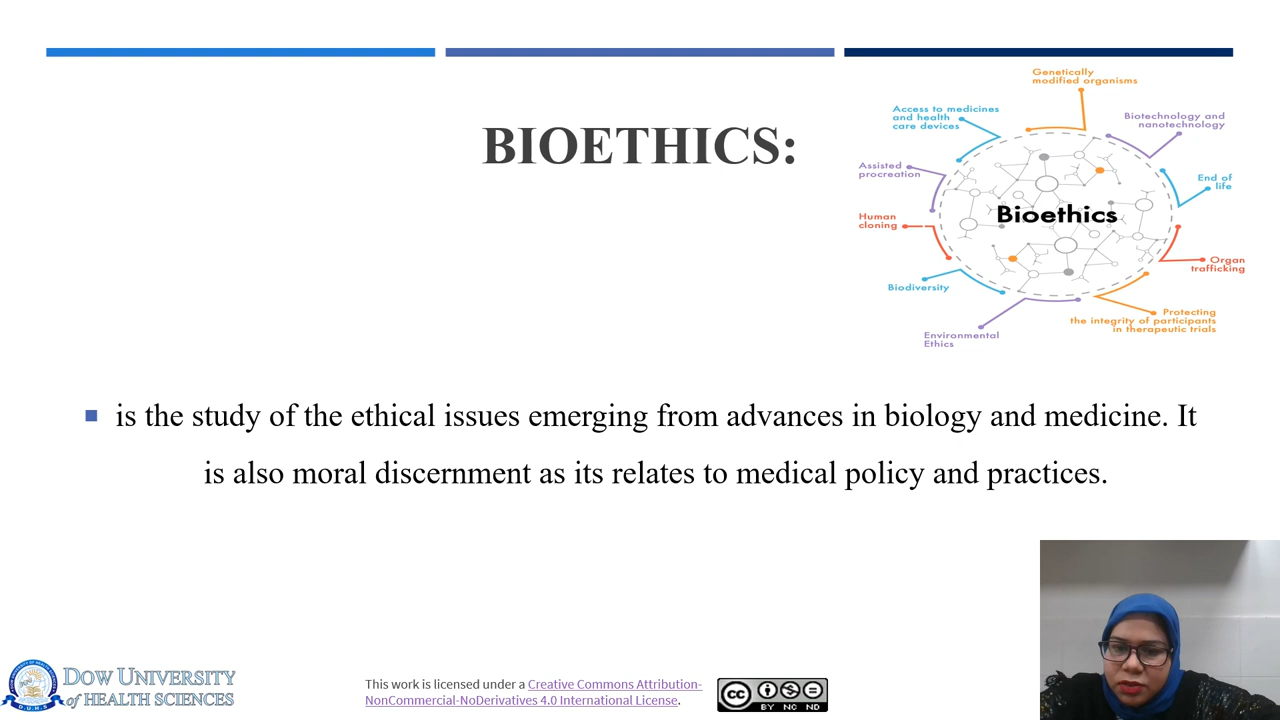 BIOETHICS:
Genetically
modified organisms
Access to medicines
and health
care devices
Biotechnology and
nanotechnology
Assisted
procreation
End of
life
Bioethics
Human
cloning
Organ
trafficking
Biodiversity
Protecting
the integrity of participants
in therapeutic trials
Environmental
Ethics
is the study of the ethical issues emerging from advances in biology and medicine. It
is also moral discernment as its relates to medical policy and practices.
DOW UNIVERSITY
of HEALTH SCIENCES
D.U.H.S
This work is licensed under a Creative Commons Attribution-
NonCommercial-NoDerivatives 4.0 International License.
cc
BY NC ND